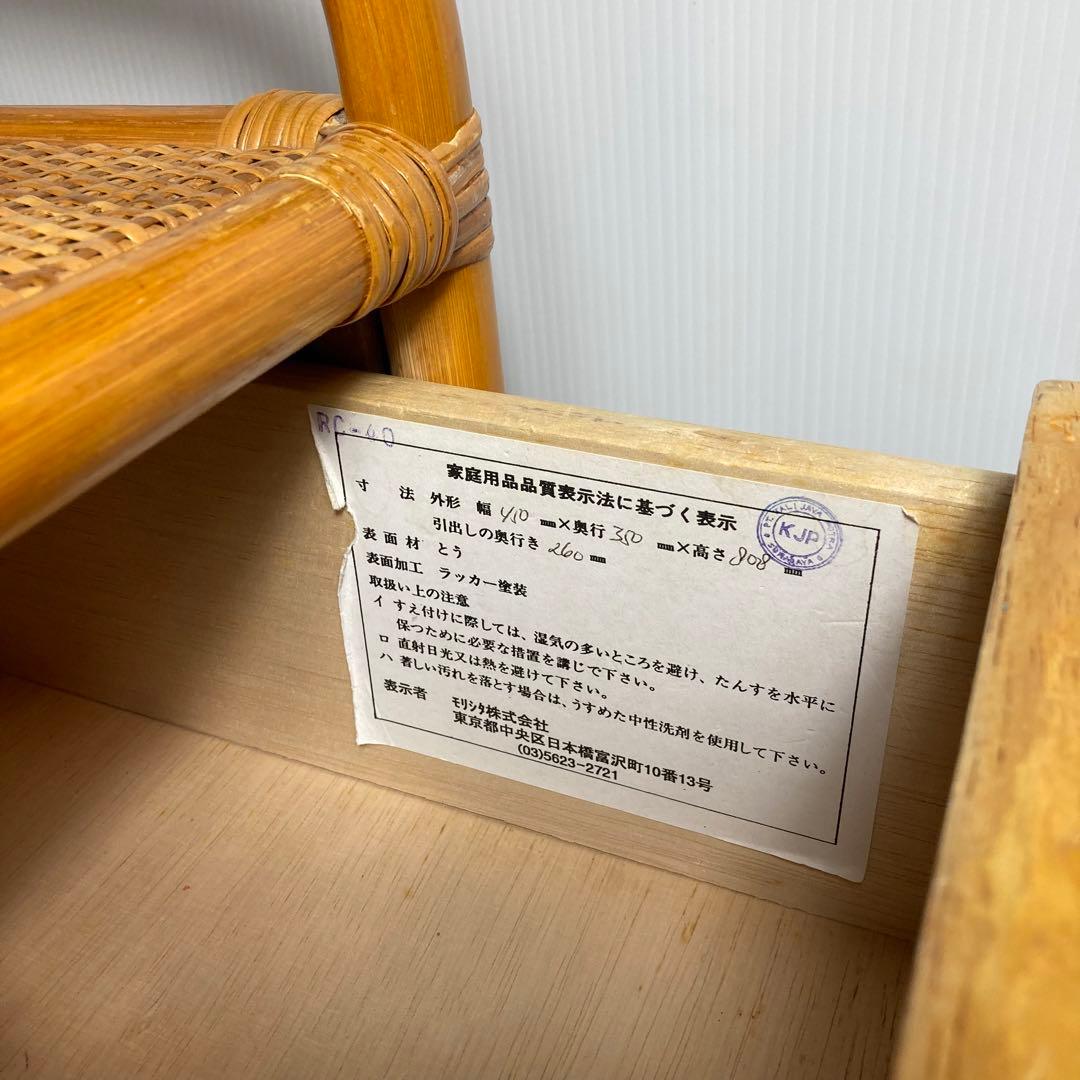 RC-60
家庭用品品質表示法に基づく表示
寸 法 外形 幅 450 ㎜×奥行 350 ㎜×高さ 808 ㎜
引出しの奥行き 260 ㎜
表面材 とう
表面加工 ラッカー塗装
取扱い上の注意
イ すえ付けに際しては、湿気の多いところを避け、たんすを水平に
保つために必要な措置を講じて下さい。
ロ 直射日光又は熱を避けて下さい。
ハ 著しい汚れを落とす場合は、うすめた中性洗剤を使用して下さい。
表示者 モリシタ株式会社
東京都中央区日本橋富沢町10番13号
(03)5623-2721
PT. KALI JAYA PUTRA
KJP
SURABAYA